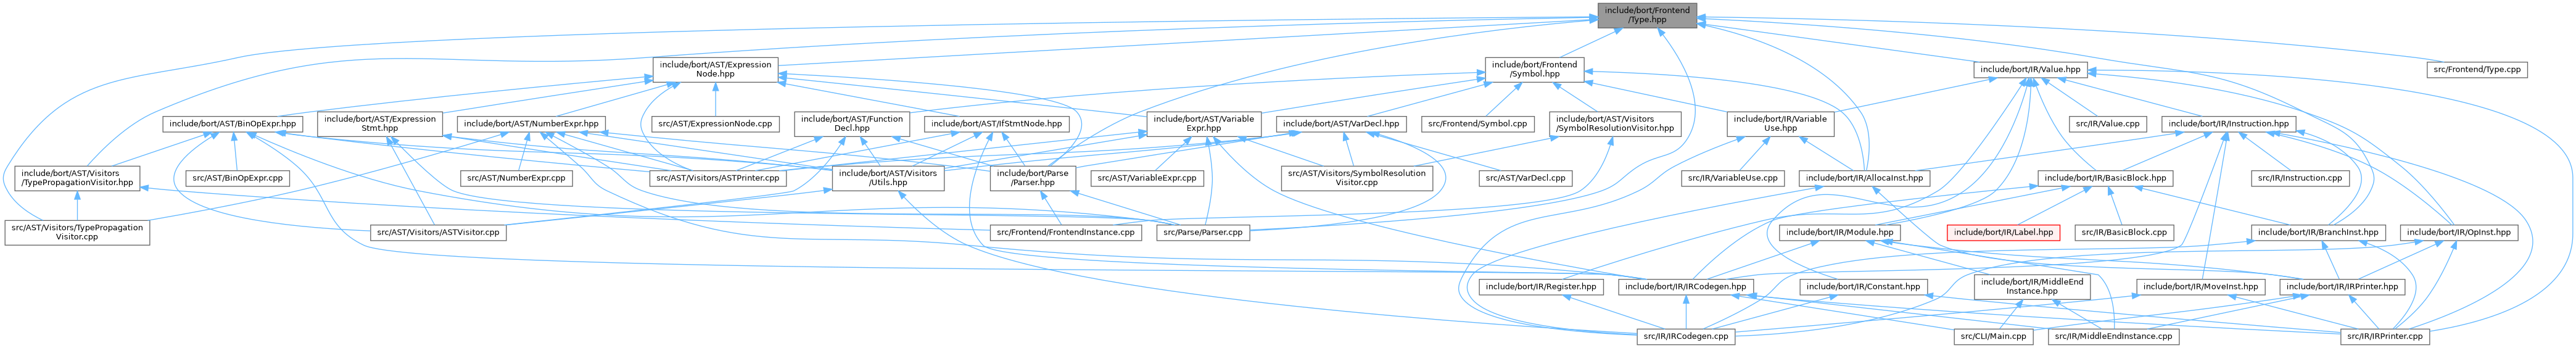 include/bort/Frontend
/Type.hpp
include/bort/AST/Expression
Node.hpp
include/bort/Frontend
/Symbol.hpp
include/bort/IR/Value.hpp
src/Frontend/Type.cpp
include/bort/AST/BinOpExpr.hpp
include/bort/AST/Expression
Stmt.hpp
include/bort/AST/NumberExpr.hpp
src/AST/ExpressionNode.cpp
include/bort/AST/Function
Decl.hpp
include/bort/AST/IfStmtNode.hpp
include/bort/AST/Variable
Expr.hpp
include/bort/AST/VarDecl.hpp
src/Frontend/Symbol.cpp
include/bort/AST/Visitors
/SymbolResolutionVisitor.hpp
include/bort/IR/Variable
Use.hpp
src/IR/Value.cpp
include/bort/IR/Instruction.hpp
include/bort/AST/Visitors
/TypePropagationVisitor.hpp
src/AST/BinOpExpr.cpp
src/AST/NumberExpr.cpp
src/AST/Visitors/ASTPrinter.cpp
include/bort/AST/Visitors
/Utils.hpp
include/bort/Parse
/Parser.hpp
src/AST/VariableExpr.cpp
src/AST/Visitors/SymbolResolution
Visitor.cpp
src/AST/VarDecl.cpp
src/IR/VariableUse.cpp
include/bort/IR/AllocaInst.hpp
include/bort/IR/BasicBlock.hpp
src/IR/Instruction.cpp
src/AST/Visitors/TypePropagation
Visitor.cpp
src/AST/Visitors/ASTVisitor.cpp
src/Frontend/FrontendInstance.cpp
src/Parse/Parser.cpp
include/bort/IR/Module.hpp
include/bort/IR/Label.hpp
src/IR/BasicBlock.cpp
include/bort/IR/BranchInst.hpp
include/bort/IR/OpInst.hpp
include/bort/IR/Register.hpp
include/bort/IR/IRCodegen.hpp
include/bort/IR/Constant.hpp
include/bort/IR/MiddleEnd
Instance.hpp
include/bort/IR/MoveInst.hpp
include/bort/IR/IRPrinter.hpp
src/IR/IRCodegen.cpp
src/CLI/Main.cpp
src/IR/MiddleEndInstance.cpp
src/IR/IRPrinter.cpp